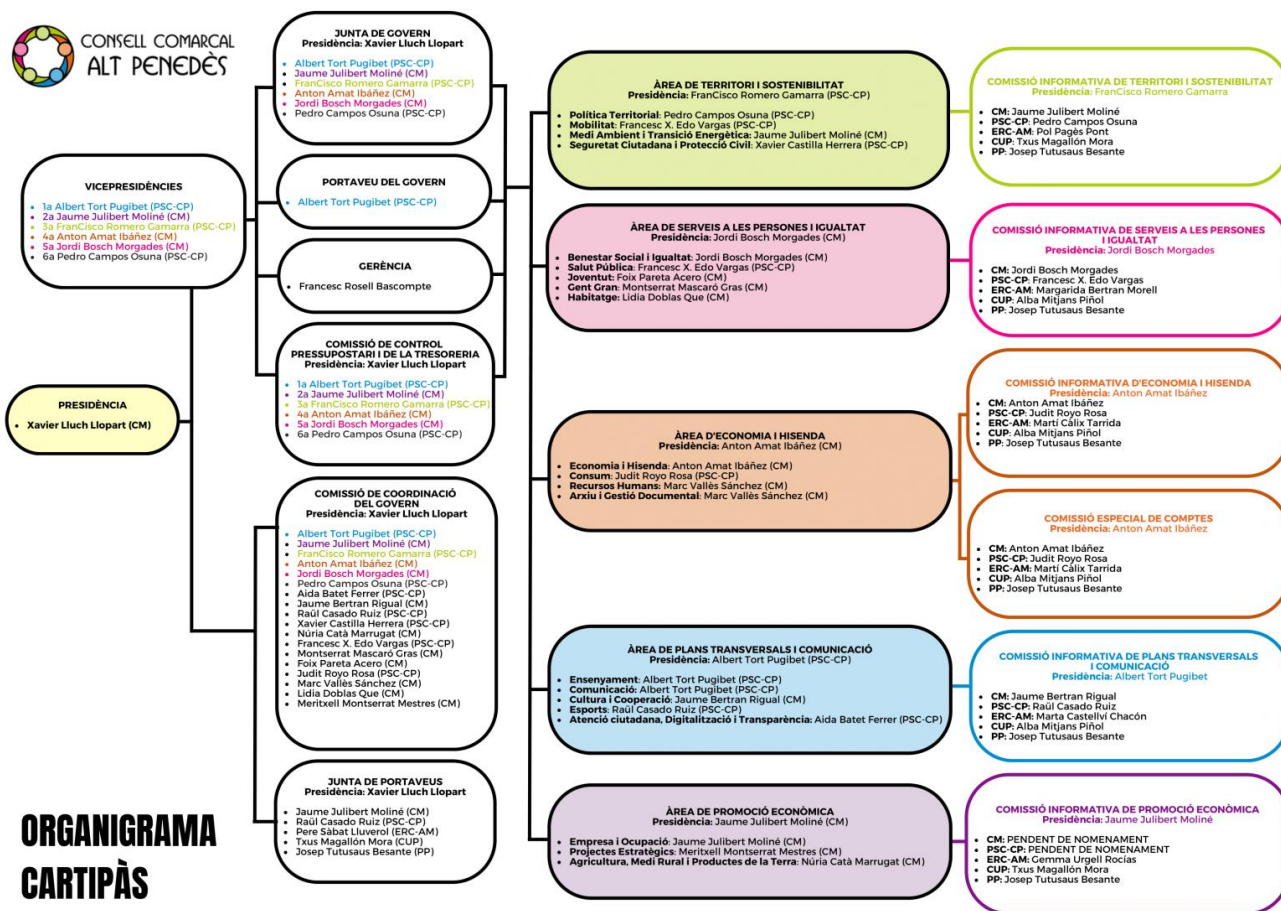 CONSELL COMARCAL
ALT PENEDÈS
VICEPRESIDÈNCIES
1a Albert Tort Pugibet (PSC-CP)
2a Jaume Julibert Moliné (CM)
3a FranCisco Romero Gamarra (PSC-CP)
4a Anton Amat Ibáñez (CM)
5a Jordi Bosch Morgades (CM)
6a Pedro Campos Osuna (PSC-CP)
PRESIDÈNCIA
Xavier Lluch Llopart (CM)
ORGANIGRAMA
CARTIPÀS
JUNTA DE GOVERN
Presidència: Xavier Lluch Llopart
Albert Tort Pugibet (PSC-CP)
Jaume Julibert Moliné (CM)
FranCisco Romero Gamarra (PSC-CP)
Anton Amat Ibáñez (CM)
Jordi Bosch Morgades (CM)
Pedro Campos Osuna (PSC-CP)
PORTAVEU DEL GOVERN
Albert Tort Pugibet (PSC-CP)
GERÈNCIA
Francesc Rosell Bascompte
COMISSIÓ DE CONTROL
PRESSUPOSTARI I DE LA TRESORERIA
Presidència: Xavier Lluch Llopart
1a Albert Tort Pugibet (PSC-CP)
2a Jaume Julibert Moliné (CM)
3a FranCisco Romero Gamarra (PSC-CP)
4a Anton Amat Ibáñez (CM)
5a Jordi Bosch Morgades (CM)
6a Pedro Campos Osuna (PSC-CP)
COMISSIÓ DE COORDINACIÓ
DEL GOVERN
Presidència: Xavier Lluch Llopart
Albert Tort Pugibet (PSC-CP)
Jaume Julibert Moliné (CM)
FranCisco Romero Gamarra (PSC-CP)
Anton Amat Ibáñez (CM)
Jordi Bosch Morgades (CM)
Pedro Campos Osuna (PSC-CP)
Aida Batet Ferrer (PSC-CP)
Jaume Bertran Rigual (CM)
Raül Casado Ruiz (PSC-CP)
Xavier Castilla Herrera (PSC-CP)
Núria Catà Marrugat (CM)
Francesc X. Edo Vargas (PSC-CP)
Montserrat Mascaró Gras (CM)
Foix Pareta Acero (CM)
Judit Royo Rosa (PSC-CP)
Marc Vallès Sánchez (CM)
Lidia Doblas Que (CM)
Meritxell Montserrat Mestres (CM)
JUNTA DE PORTAVEUS
Presidència: Xavier Lluch Llopart
Jaume Julibert Moliné (CM)
Raül Casado Ruiz (PSC-CP)
Pere Sàbat Lluverol (ERC-AM)
Txus Magallón Mora (CUP)
Josep Tutusaus Besante (PP)
ÀREA DE TERRITORI I SOSTENIBILITAT
Presidència: FranCisco Romero Gamarra (PSC-CP)
Política Territorial: Pedro Campos Osuna (PSC-CP)
Mobilitat: Francesc X. Edo Vargas (PSC-CP)
Medi Ambient i Transició Energètica: Jaume Julibert Moliné (CM)
Seguretat Ciutadana i Protecció Civil: Xavier Castilla Herrera (PSC-CP)
ÀREA DE SERVEIS A LES PERSONES I IGUALTAT
Presidència: Jordi Bosch Morgades (CM)
Benestar Social i Igualtat: Jordi Bosch Morgades (CM)
Salut Pública: Francesc X. Edo Vargas (PSC-CP)
Joventut: Foix Pareta Acero (CM)
Gent Gran: Montserrat Mascaró Gras (CM)
Habitatge: Lidia Doblas Que (CM)
ÀREA D'ECONOMIA I HISENDA
Presidència: Anton Amat Ibáñez (CM)
Economia i Hisenda: Anton Amat Ibáñez (CM)
Consum: Judit Royo Rosa (PSC-CP)
Recursos Humans: Marc Vallès Sánchez (CM)
Arxiu i Gestió Documental: Marc Vallès Sánchez (CM)
ÀREA DE PLANS TRANSVERSALS I COMUNICACIÓ
Presidència: Albert Tort Pugibet (PSC-CP)
Ensenyament: Albert Tort Pugibet (PSC-CP)
Comunicació: Albert Tort Pugibet (PSC-CP)
Cultura i Cooperació: Jaume Bertran Rigual (CM)
Esports: Raül Casado Ruiz (PSC-CP)
Atenció ciutadana, Digitalització i Transparència: Aida Batet Ferrer (PSC-CP)
ÀREA DE PROMOCIÓ ECONÒMICA
Presidència: Jaume Julibert Moliné (CM)
Empresa i Ocupació: Jaume Julibert Moliné (CM)
Projectes Estratègics: Meritxell Montserrat Mestres (CM)
Agricultura, Medi Rural i Productes de la Terra: Núria Catà Marrugat (CM)
COMISSIÓ INFORMATIVA DE TERRITORI I SOSTENIBILITAT
Presidència: FranCisco Romero Gamarra
CM: Jaume Julibert Moliné
PSC-CP: Pedro Campos Osuna
ERC-AM: Pol Pagès Pont
CUP: Txus Magallón Mora
PP: Josep Tutusaus Besante
COMISSIÓ INFORMATIVA DE SERVEIS A LES PERSONES
I IGUALTAT
Presidència: Jordi Bosch Morgades
CM: Jordi Bosch Morgades
PSC-CP: Francesc X. Edo Vargas
ERC-AM: Margarida Bertran Morell
CUP: Alba Mitjans Piñol
PP: Josep Tutusaus Besante
COMISSIÓ INFORMATIVA D'ECONOMIA I HISENDA
Presidència: Anton Amat Ibáñez
CM: Anton Amat Ibáñez
PSC-CP: Judit Royo Rosa
ERC-AM: Martí Càlix Tarrida
CUP: Alba Mitjans Piñol
PP: Josep Tutusaus Besante
COMISSIÓ ESPECIAL DE COMPTES
Presidència: Anton Amat Ibáñez
CM: Anton Amat Ibáñez
PSC-CP: Judit Royo Rosa
ERC-AM: Martí Càlix Tarrida
CUP: Alba Mitjans Piñol
PP: Josep Tutusaus Besante
COMISSIÓ INFORMATIVA DE PLANS TRANSVERSALS
I COMUNICACIÓ
Presidència: Albert Tort Pugibet
CM: Jaume Bertran Rigual
PSC-CP: Raül Casado Ruiz
ERC-AM: Marta Castellví Chacón
CUP: Alba Mitjans Piñol
PP: Josep Tutusaus Besante
COMISSIÓ INFORMATIVA DE PROMOCIÓ ECONÒMICA
Presidència: Jaume Julibert Moliné
CM: PENDENT DE NOMENAMENT
PSC-CP: PENDENT DE NOMENAMENT
ERC-AM: Gemma Urgell Rocías
CUP: Txus Magallón Mora
PP: Josep Tutusaus Besante